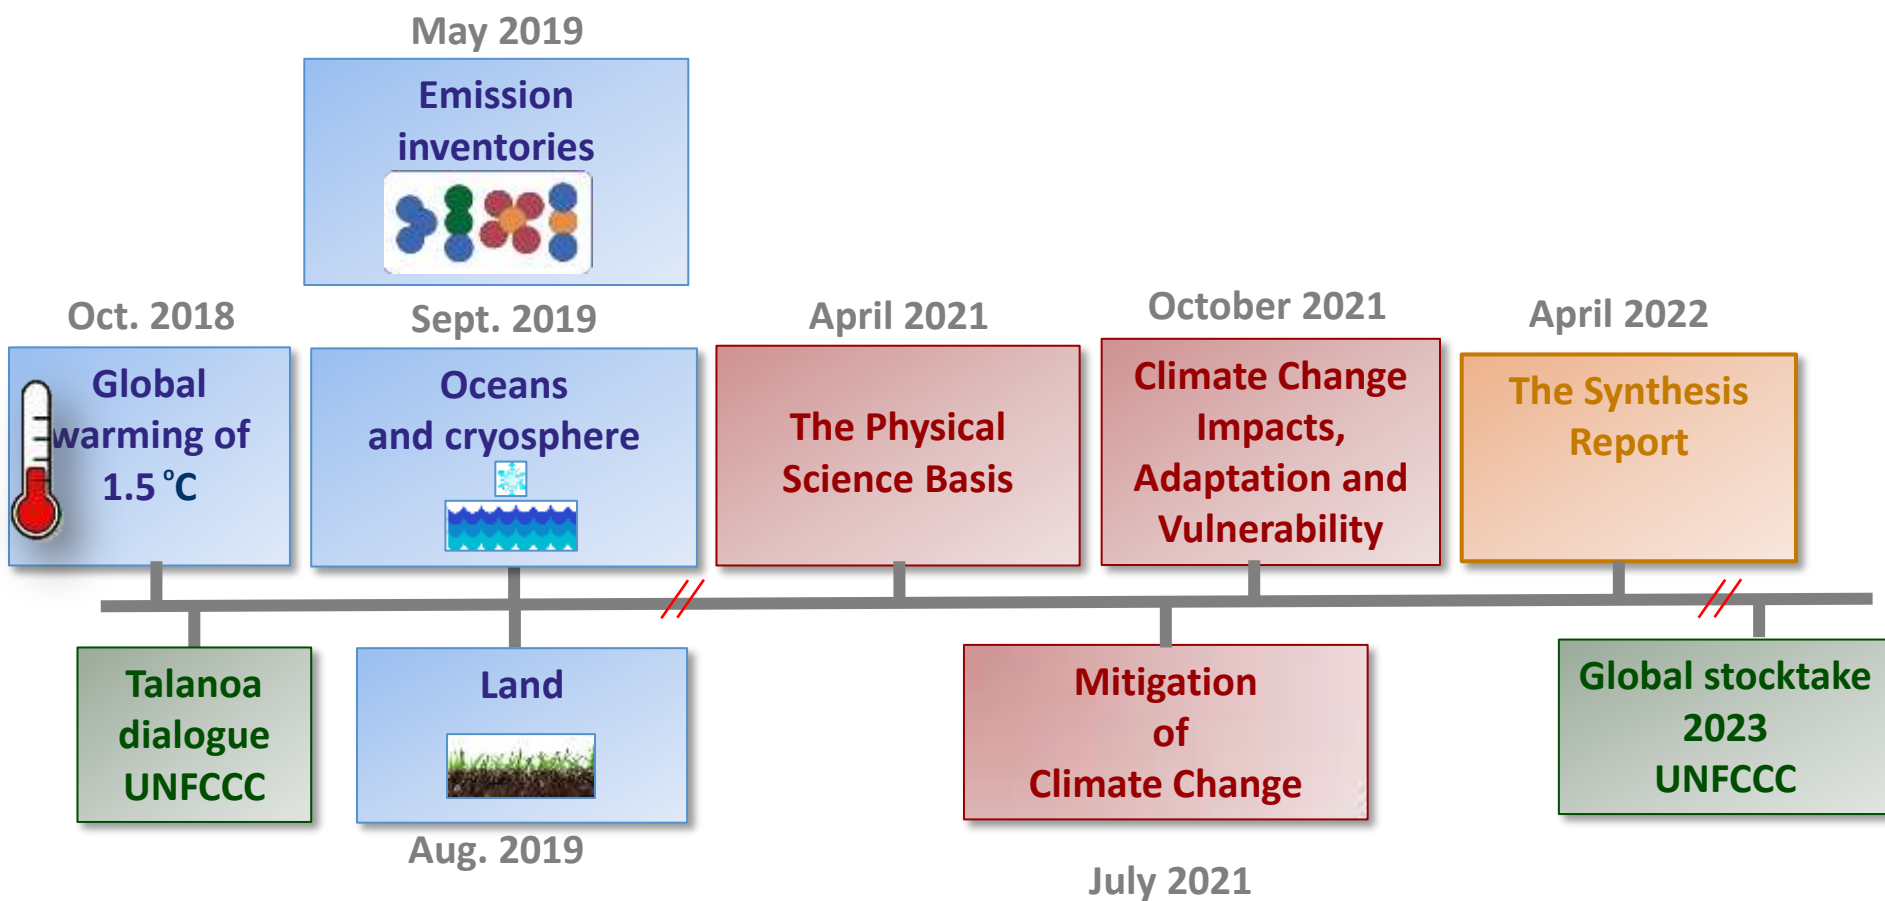 May 2019
Emission
inventories
Oct. 2018
Global
warming of
1.5 °C
Sept. 2019
Oceans
and cryosphere
April 2021
The Physical
Science Basis
October 2021
Climate Change
Impacts,
Adaptation and
Vulnerability
April 2022
The Synthesis
Report
Talanoa
dialogue
UNFCCC
Land
Aug. 2019
Mitigation
of
Climate Change
July 2021
Global stocktake
2023
UNFCCC